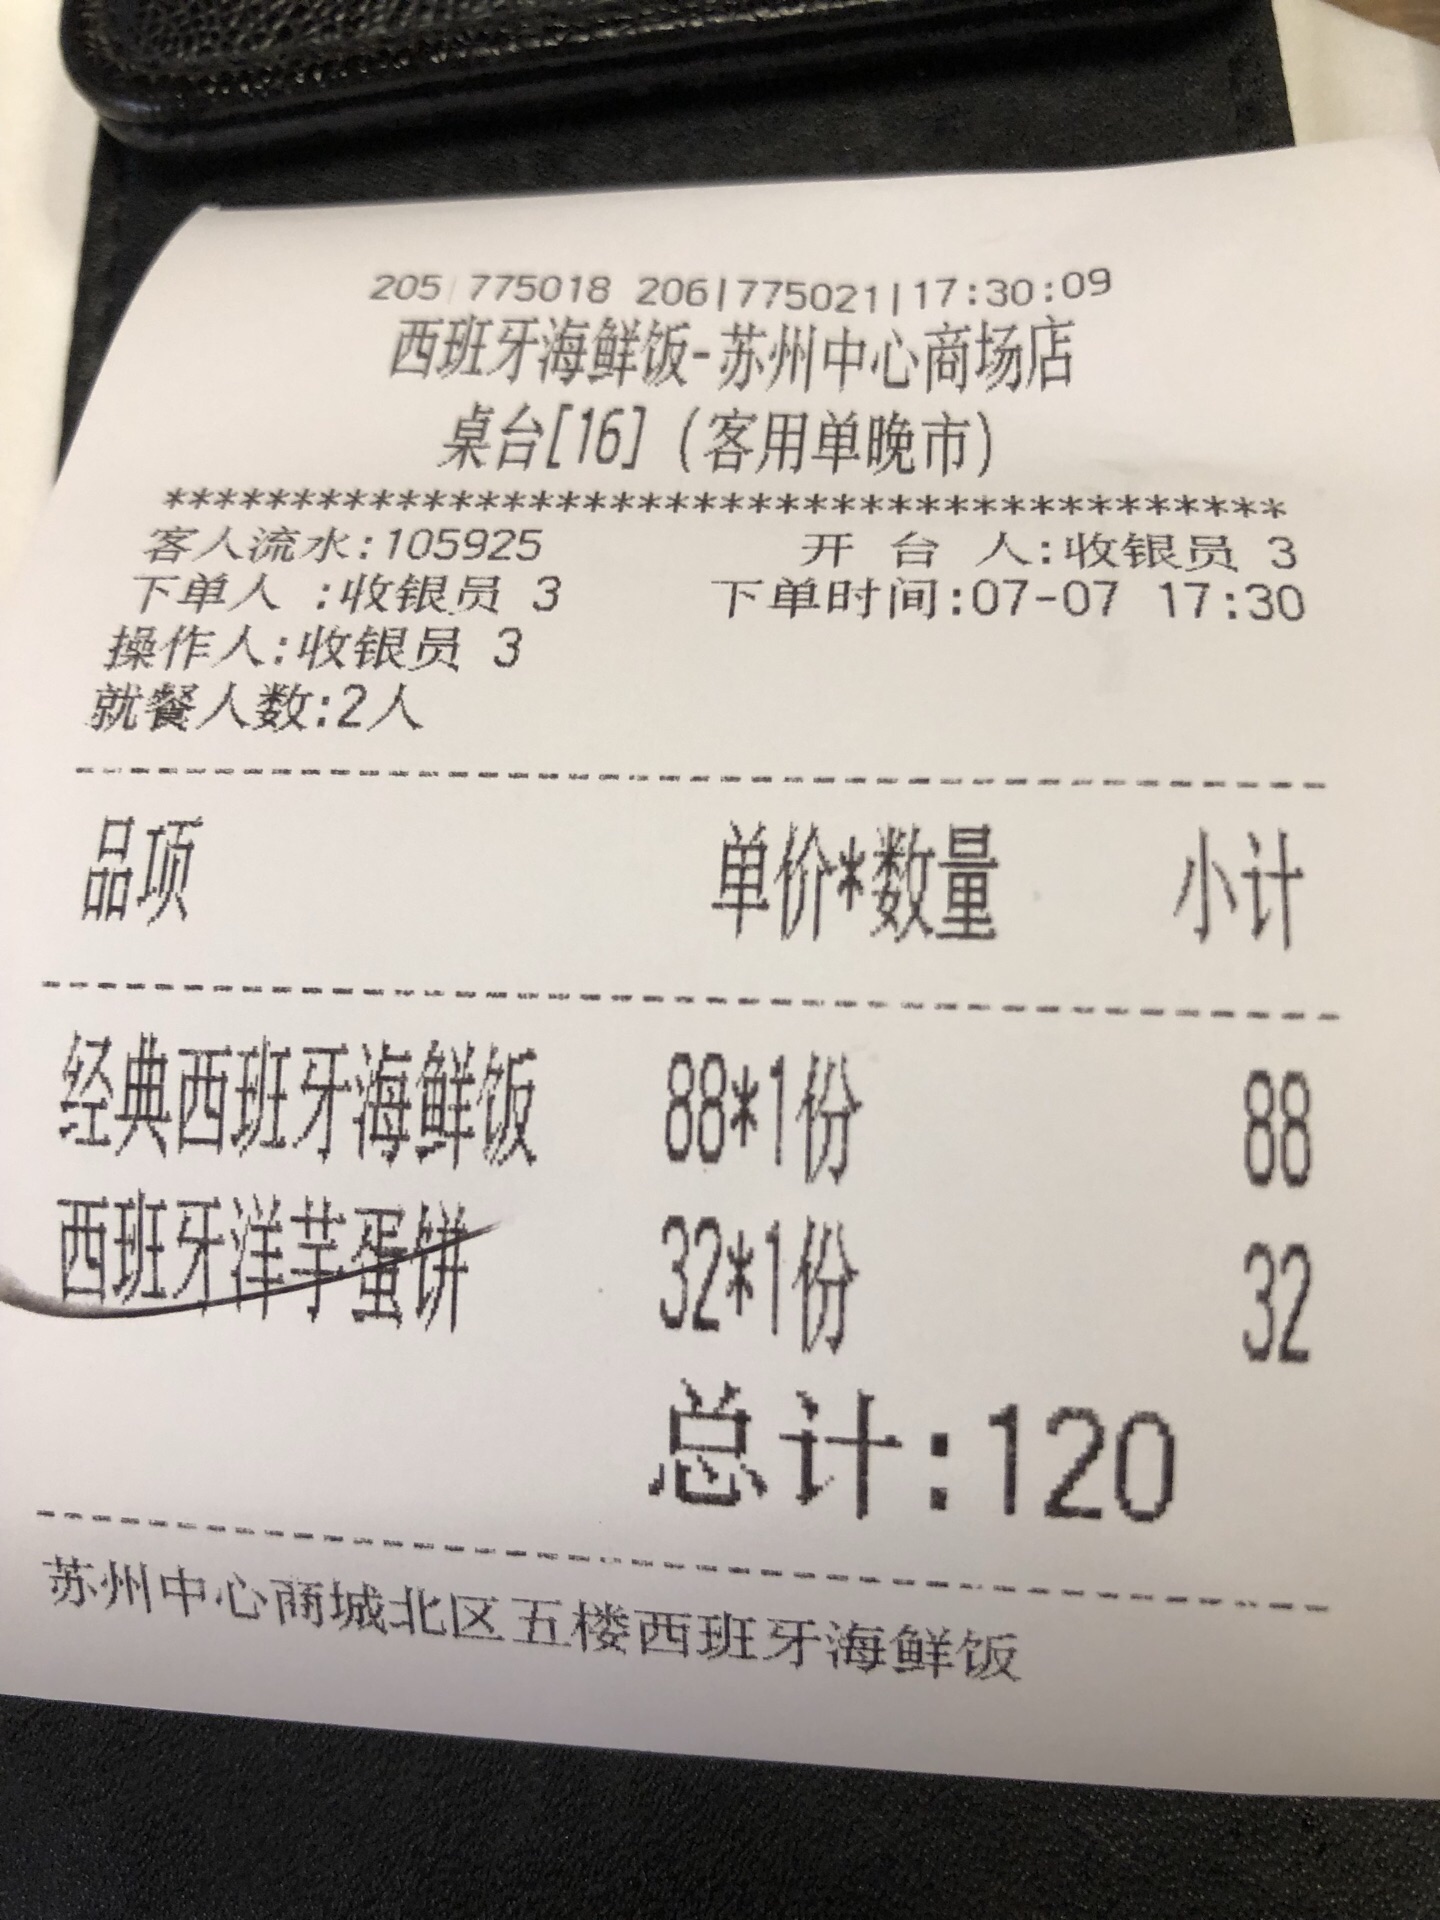 205|775018 206|775021|17:30:09
西班牙海鲜饭-苏州中心商场店
桌台[16](客用单晚市)
*******************************************
客人流水:105925 开 台 人:收银员 3
下单人 :收银员 3 下单时间:07-07 17:30
操作人:收银员 3
就餐人数:2人
品项 单价*数量 小计
经典西班牙海鲜饭 88*1份 88
西班牙洋芋蛋饼 32*1份 32
总计:120
苏州中心商城北区五楼西班牙海鲜饭